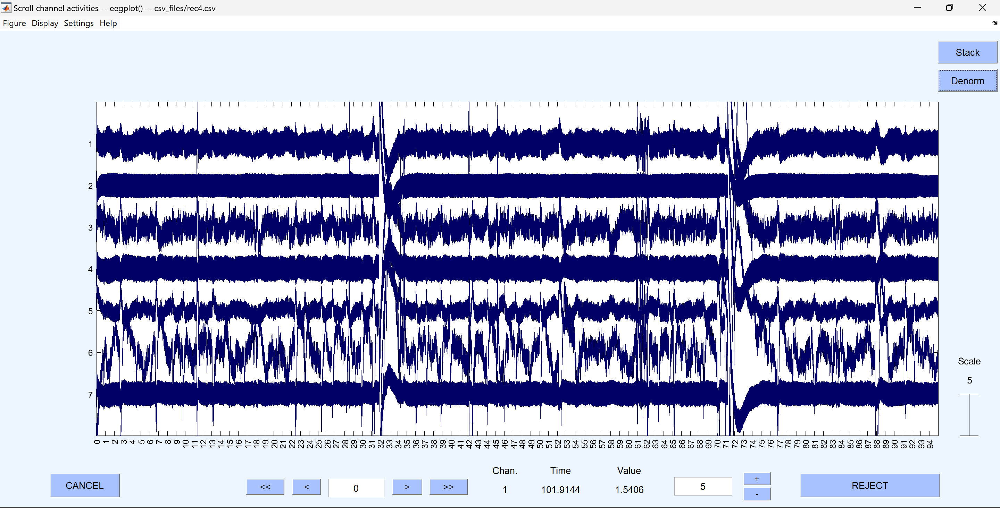 Scroll channel activities -- eegplot() -- csv_files/rec4.csv
Figure Display Settings Help
Stack
Denorm
1
2
3
4
5
6
7
Scale
5
0 1 2 3 4 5 6 7 8 9 10 11 12 13 14 15 16 17 18 19 20 21 22 23 24 25 26 27 28 29 30 31 32 33 34 35 36 37 38 39 40 41 42 43 44 45 46 47 48 49 50 51 52 53 54 55 56 57 58 59 60 61 62 63 64 65 66 67 68 69 70 71 72 73 74 75 76 77 78 79 80 81 82 83 84 85 86 87 88 89 90 91 92 93 94
Chan. Time Value
CANCEL << < 0 > >> 1 101.9144 1.5406 5 + - REJECT